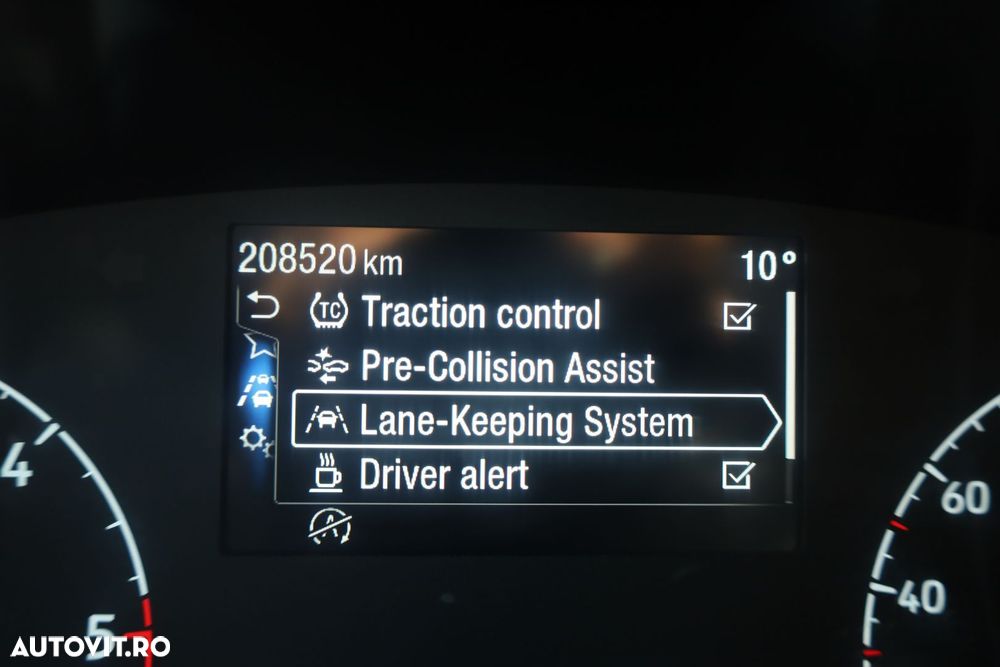 208520 km 10°
TC Traction control
Pre-Collision Assist
Lane-Keeping System
Driver alert
A
4
5
60
40
AUTOVIT.RO